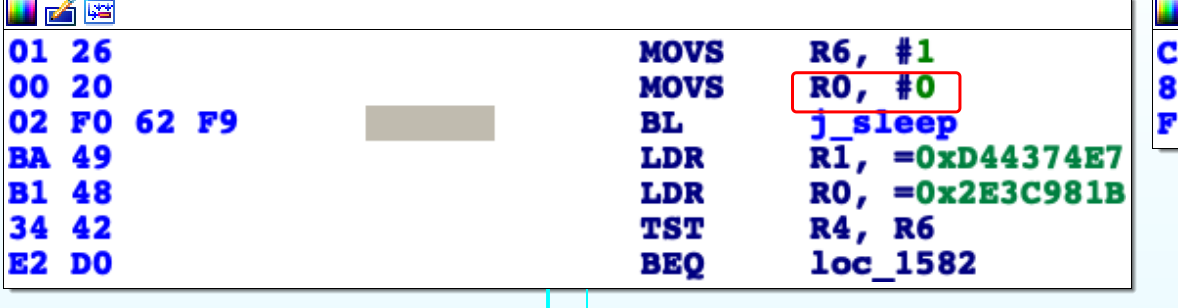 01 26 MOVS R6, #1
00 20 MOVS R0, #0
02 F0 62 F9 BL j_sleep
BA 49 LDR R1, =0xD44374E7
B1 48 LDR R0, =0x2E3C981B
34 42 TST R4, R6
E2 D0 BEQ loc_1582
C
8
F